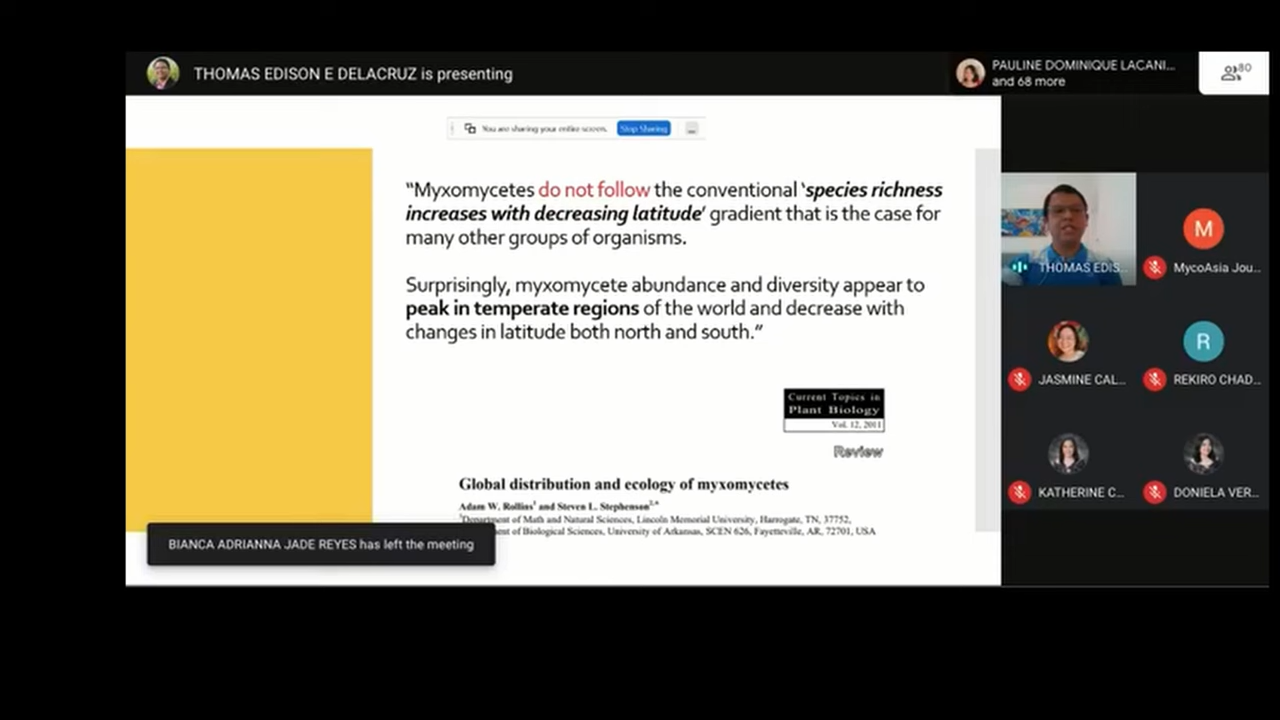 THOMAS EDISON E DELACRUZ is presenting
PAULINE DOMINIQUE LACANI...
and 68 more
80
You are sharing your entire screen.
Stop Sharing
“Myxomycetes do not follow the conventional ‘species richness
increases with decreasing latitude’ gradient that is the case for
many other groups of organisms.
Surprisingly, myxomycete abundance and diversity appear to
peak in temperate regions of the world and decrease with
changes in latitude both north and south.”
Current Topics in
Plant Biology
Vol. 12, 2011
Review
Global distribution and ecology of myxomycetes
Adam W. Rollins1 and Steven L. Stephenson2,*
1Department of Math and Natural Sciences, Lincoln Memorial University, Harrogate, TN, 37752,
of Biological Sciences, University of Arkansas, SCEN 626, Fayetteville, AR, 72701, USA
BIANCA ADRIANNA JADE REYES has left the meeting
THOMAS EDIS...
M
MycoAsia Jou...
JASMINE CAL...
R
REKIRO CHAD...
KATHERINE C...
DONIELA VER...